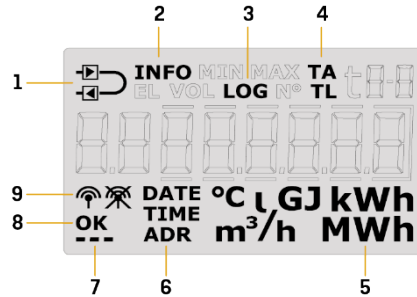 2 3 4
1 INFO MIN MAX TA
EL VOL LOG Nº TL
9 DATE °C l GJ kWh
8 OK TIME m³/h MWh
--- ADR
7 6 5